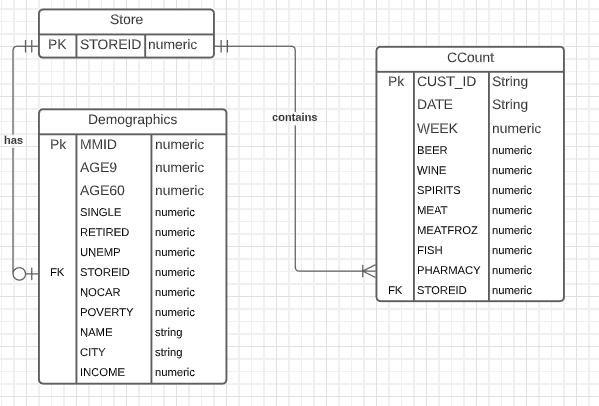 Store
PK STOREID numeric
has
contains
Demographics
Pk MMID numeric
AGE9 numeric
AGE60 numeric
SINGLE numeric
RETIRED numeric
UNEMP numeric
FK STOREID numeric
NOCAR numeric
POVERTY numeric
NAME string
CITY string
INCOME numeric
CCount
Pk CUST_ID String
DATE String
WEEK numeric
BEER numeric
WINE numeric
SPIRITS numeric
MEAT numeric
MEATFROZ numeric
FISH numeric
PHARMACY numeric
FK STOREID numeric